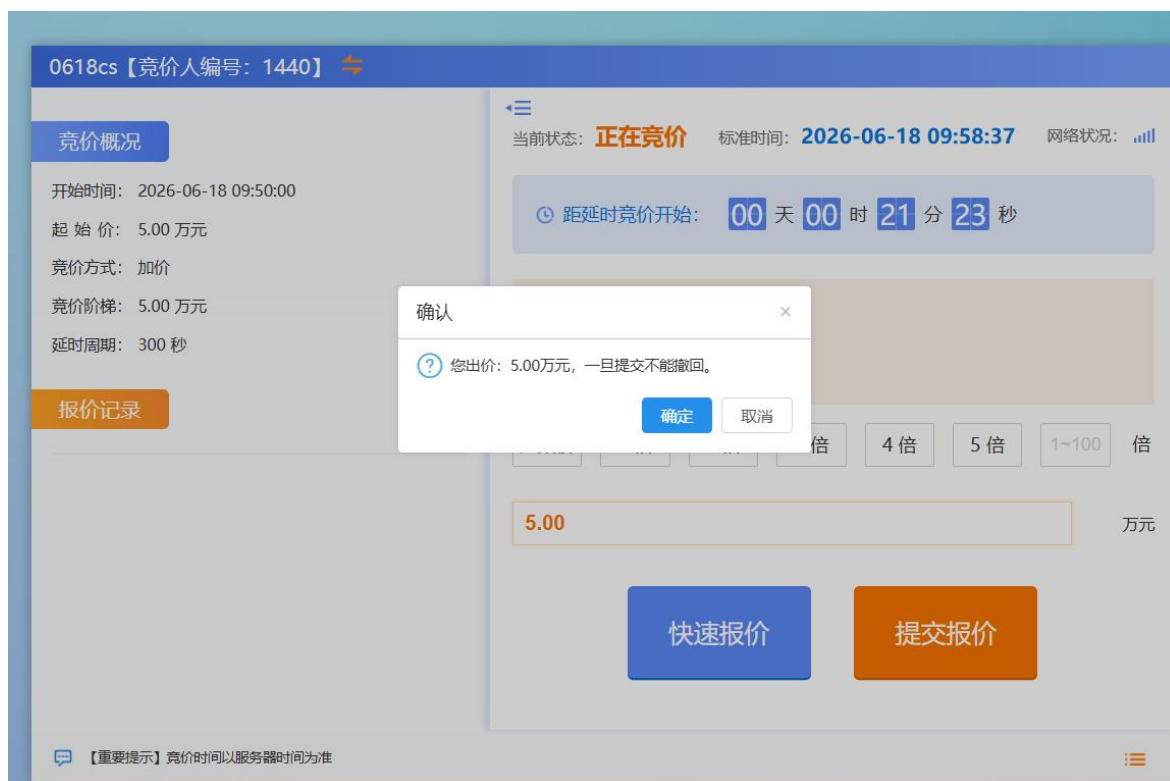 0618cs【竞价人编号：1440】
竞价概况
开始时间： 2026-06-18 09:50:00
起 始 价： 5.00 万元
竞价方式： 加价
竞价阶梯： 5.00 万元
延时周期： 300 秒
报价记录
当前状态： 正在竞价 标准时间： 2026-06-18 09:58:37 网络状况：
距延时竞价开始： 00 天 00 时 21 分 23 秒
确认
您出价：5.00万元，一旦提交不能撤回。
确定 取消
倍 4 倍 5 倍 1~100 倍
5.00 万元
快速报价 提交报价
【重要提示】竞价时间以服务器时间为准